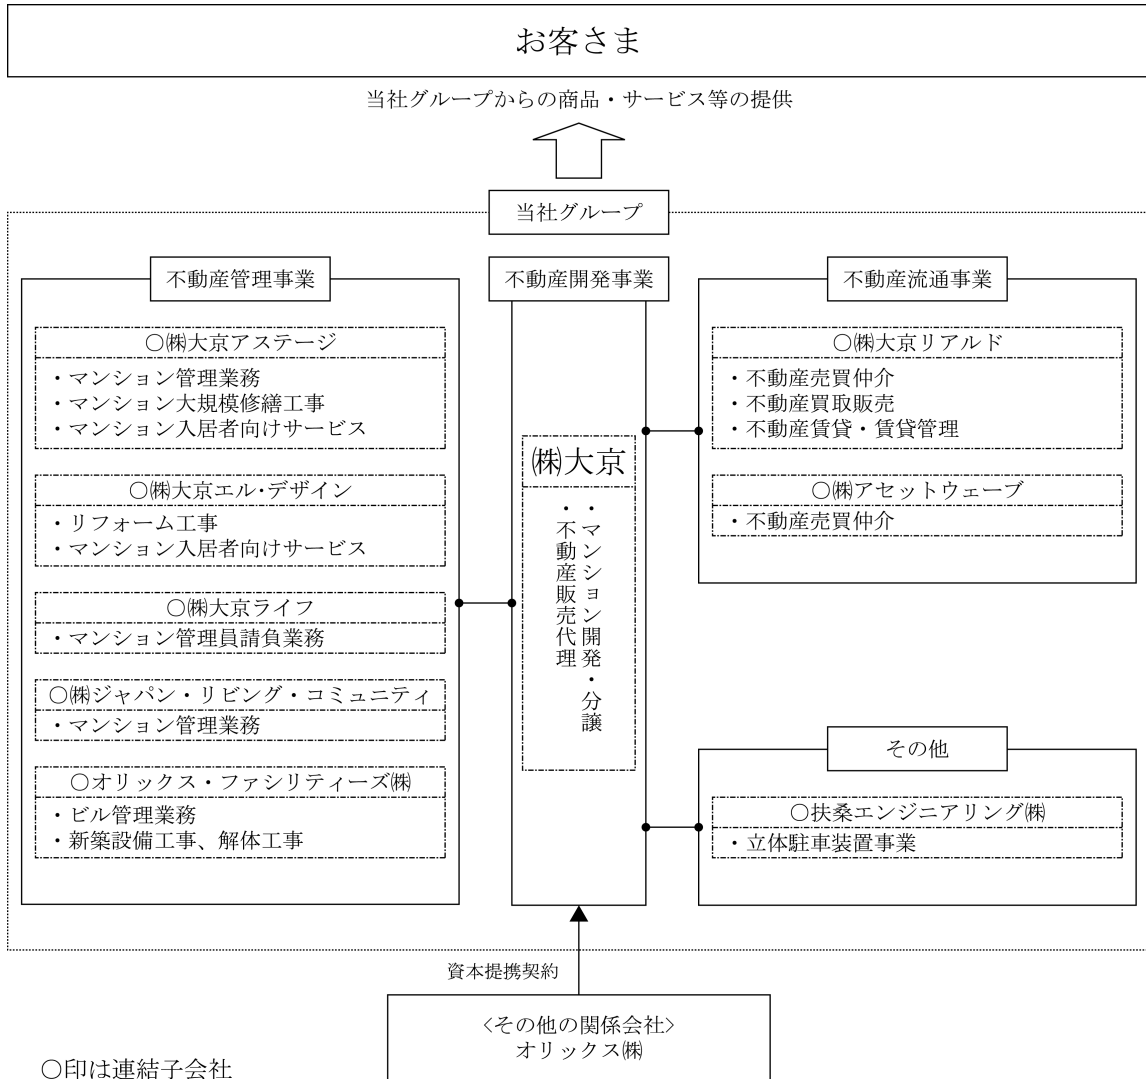 お客さま
当社グループからの商品・サービス等の提供
当社グループ
不動産管理事業
○㈱大京アステージ
・マンション管理業務
・マンション大規模修繕工事
・マンション入居者向けサービス
○㈱大京エル・デザイン
・リフォーム工事
・マンション入居者向けサービス
○㈱大京ライフ
・マンション管理員請負業務
○㈱ジャパン・リビング・コミュニティ
・マンション管理業務
○オリックス・ファシリティーズ㈱
・ビル管理業務
・新築設備工事、解体工事
不動産開発事業
㈱大京
・マンション開発・分譲
・不動産販売代理
不動産流通事業
○㈱大京リアルド
・不動産売買仲介
・不動産買取販売
・不動産賃貸・賃貸管理
○㈱アセットウェーブ
・不動産売買仲介
その他
○扶桑エンジニアリング㈱
・立体駐車装置事業
資本提携契約
<その他の関係会社>
オリックス㈱
○印は連結子会社